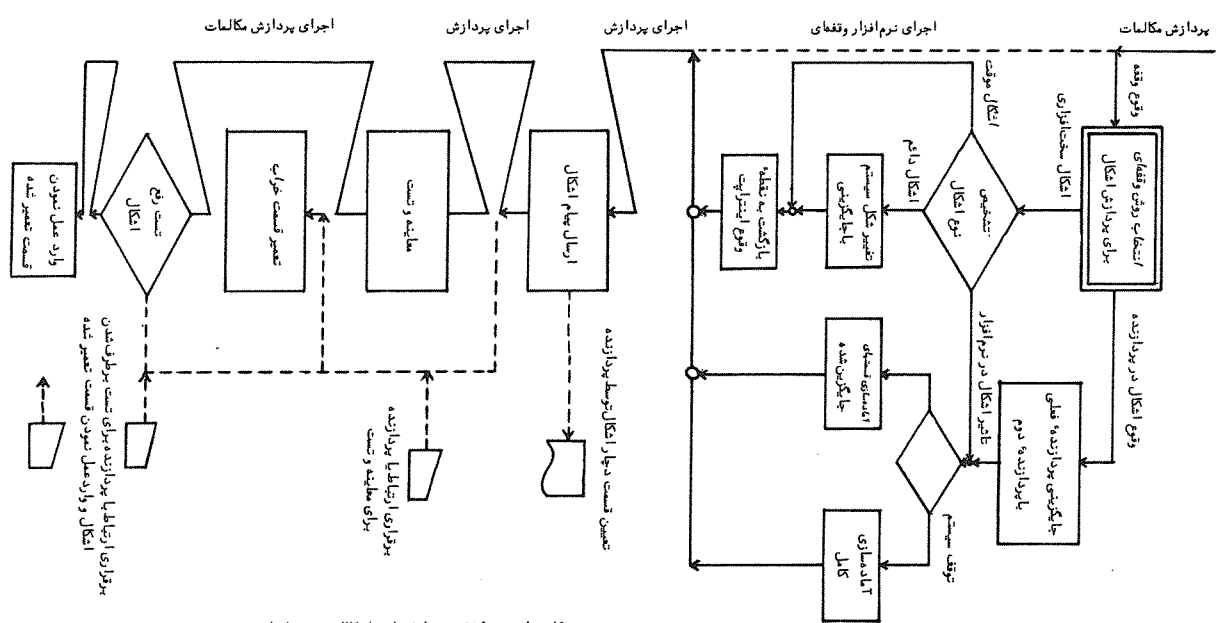 پردازش مکالمات
اجرای نرم‌افزار وقفه‌ای
اجرای پردازش
اجرای پردازش
اجرای پردازش مکالمات
وقوع وقفه
انتخاب روش وقفه‌ای
برای پردازش اشکال
اشکال سخت‌افزاری
وقوع اشکال در پردازنده
جایگزینی پردازندهٔ فعلی
باپردازندهٔ دوم
تشخیص
نوع اشکال
اشکال موقت
اشکال دائم
تاثیر اشکال در نرم‌افزار
تغییر شکل سیستم
باجایگزینی
بازگشت به نقطهٔ
وقوع اینتراپت
آماده‌سازی قسمتهای
جایگزین شده
توقف سیستم
آماده‌سازی
کامل
ارسال پیام اشکال
تعیین قسمت دچار اشکال توسط پردازنده
معاینه و تست
برقراری ارتباط با پردازنده
برای معاینه و تست
تعمیر قسمت خراب
تست رفع
اشکال
برقراری ارتباط با پردازنده برای تست برطرف‌شدن
اشکال و وارد عمل نمودن قسمت تعمیر شده
وارد عمل نمودن
قسمت تعمیر شده